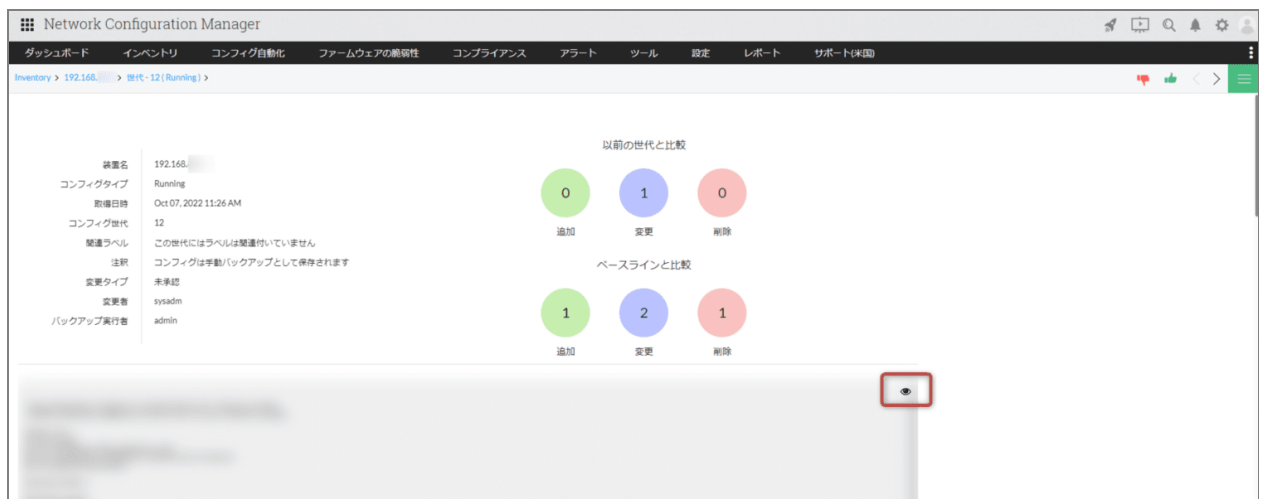 Network Configuration Manager
ダッシュボード インベントリ コンフィグ自動化 ファームウェアの脆弱性 コンプライアンス アラート ツール 設定 レポート サポート(米国)
Inventory > 192.168. > 世代 - 12 ( Running ) >
以前の世代と比較
装置名 192.168.
コンフィグタイプ Running
取得日時 Oct 07, 2022 11:26 AM
コンフィグ世代 12
関連ラベル この世代にはラベルは関連付いていません
注釈 コンフィグは手動バックアップとして保存されます
変更タイプ 未承認
変更者 sysadm
バックアップ実行者 admin
0 1 0
追加 変更 削除
ベースラインと比較
1 2 1
追加 変更 削除